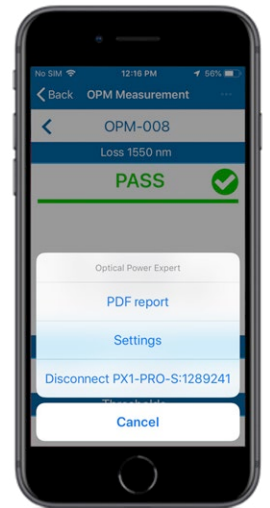 No SIM 12:16 PM 56%
Back OPM Measurement ...
OPM-008
Loss 1550 nm
PASS
Optical Power Expert
PDF report
Settings
Disconnect PX1-PRO-S:1289241
Thresholds
Cancel